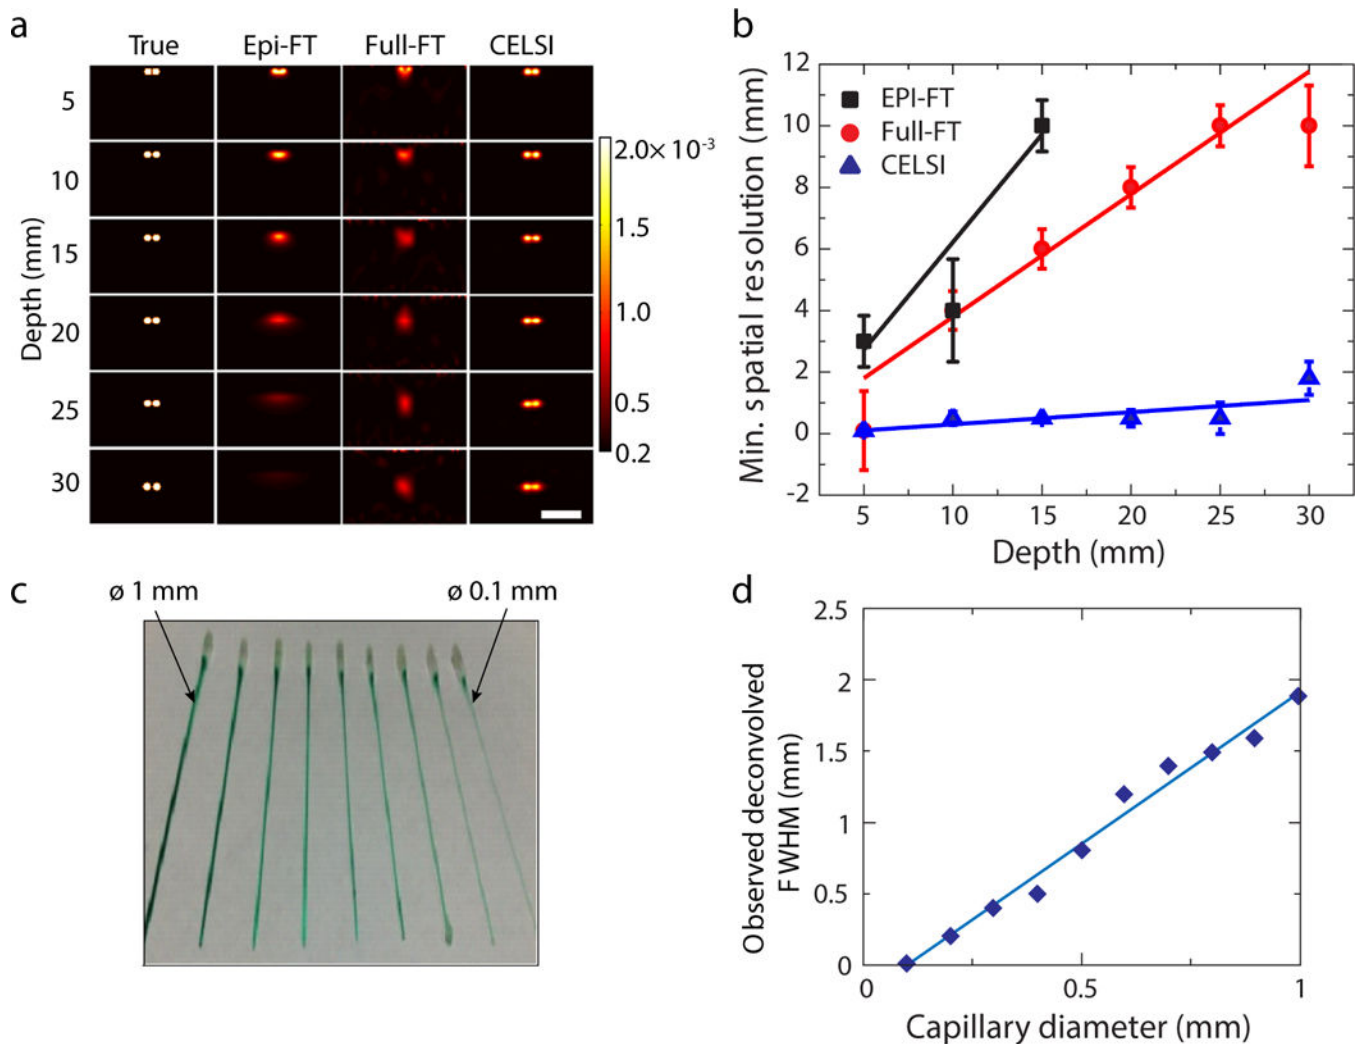 a
True Epi-FT Full-FT CELSI
Depth (mm)
5
10
15
20
25
30
2.0× 10⁻³
1.5
1.0
0.5
0.2
b
Min. spatial resolution (mm)
12
10
8
6
4
2
0
-2
EPI-FT
Full-FT
CELSI
5 10 15 20 25 30
Depth (mm)
c
ø 1 mm
ø 0.1 mm
d
Observed deconvolved
FWHM (mm)
2.5
2
1.5
1
0.5
0
0 0.5 1
Capillary diameter (mm)